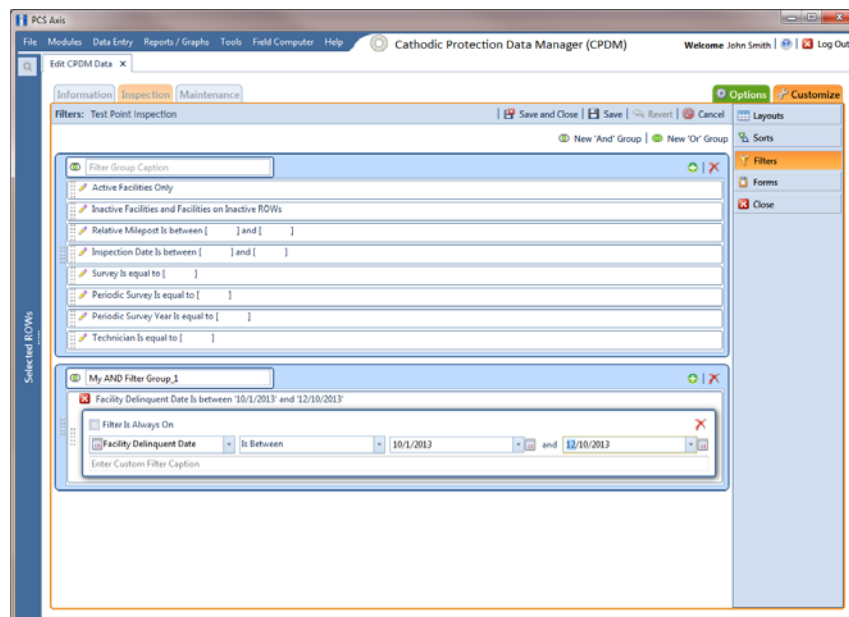 PCS Axis
File Modules Data Entry Reports / Graphs Tools Field Computer Help Cathodic Protection Data Manager (CPDM) Welcome John Smith | | Log Out
Edit CPDM Data X
Information Inspection Maintenance Options Customize
Filters: Test Point Inspection | Save and Close | Save | Revert | Cancel
Layouts
New 'And' Group | New 'Or' Group
Sorts
Filters
Forms
Close
Filter Group Caption
Active Facilities Only
Inactive Facilities and Facilities on Inactive ROWs
Relative Milepost Is between [ ] and [ ]
Inspection Date Is between [ ] and [ ]
Survey Is equal to [ ]
Periodic Survey Is equal to [ ]
Periodic Survey Year Is equal to [ ]
Technician Is equal to [ ]
Selected ROWs
My AND Filter Group_1
Facility Delinquent Date Is between '10/1/2013' and '12/10/2013'
Filter Is Always On
Facility Delinquent Date Is Between 10/1/2013 and 12/10/2013
Enter Custom Filter Caption